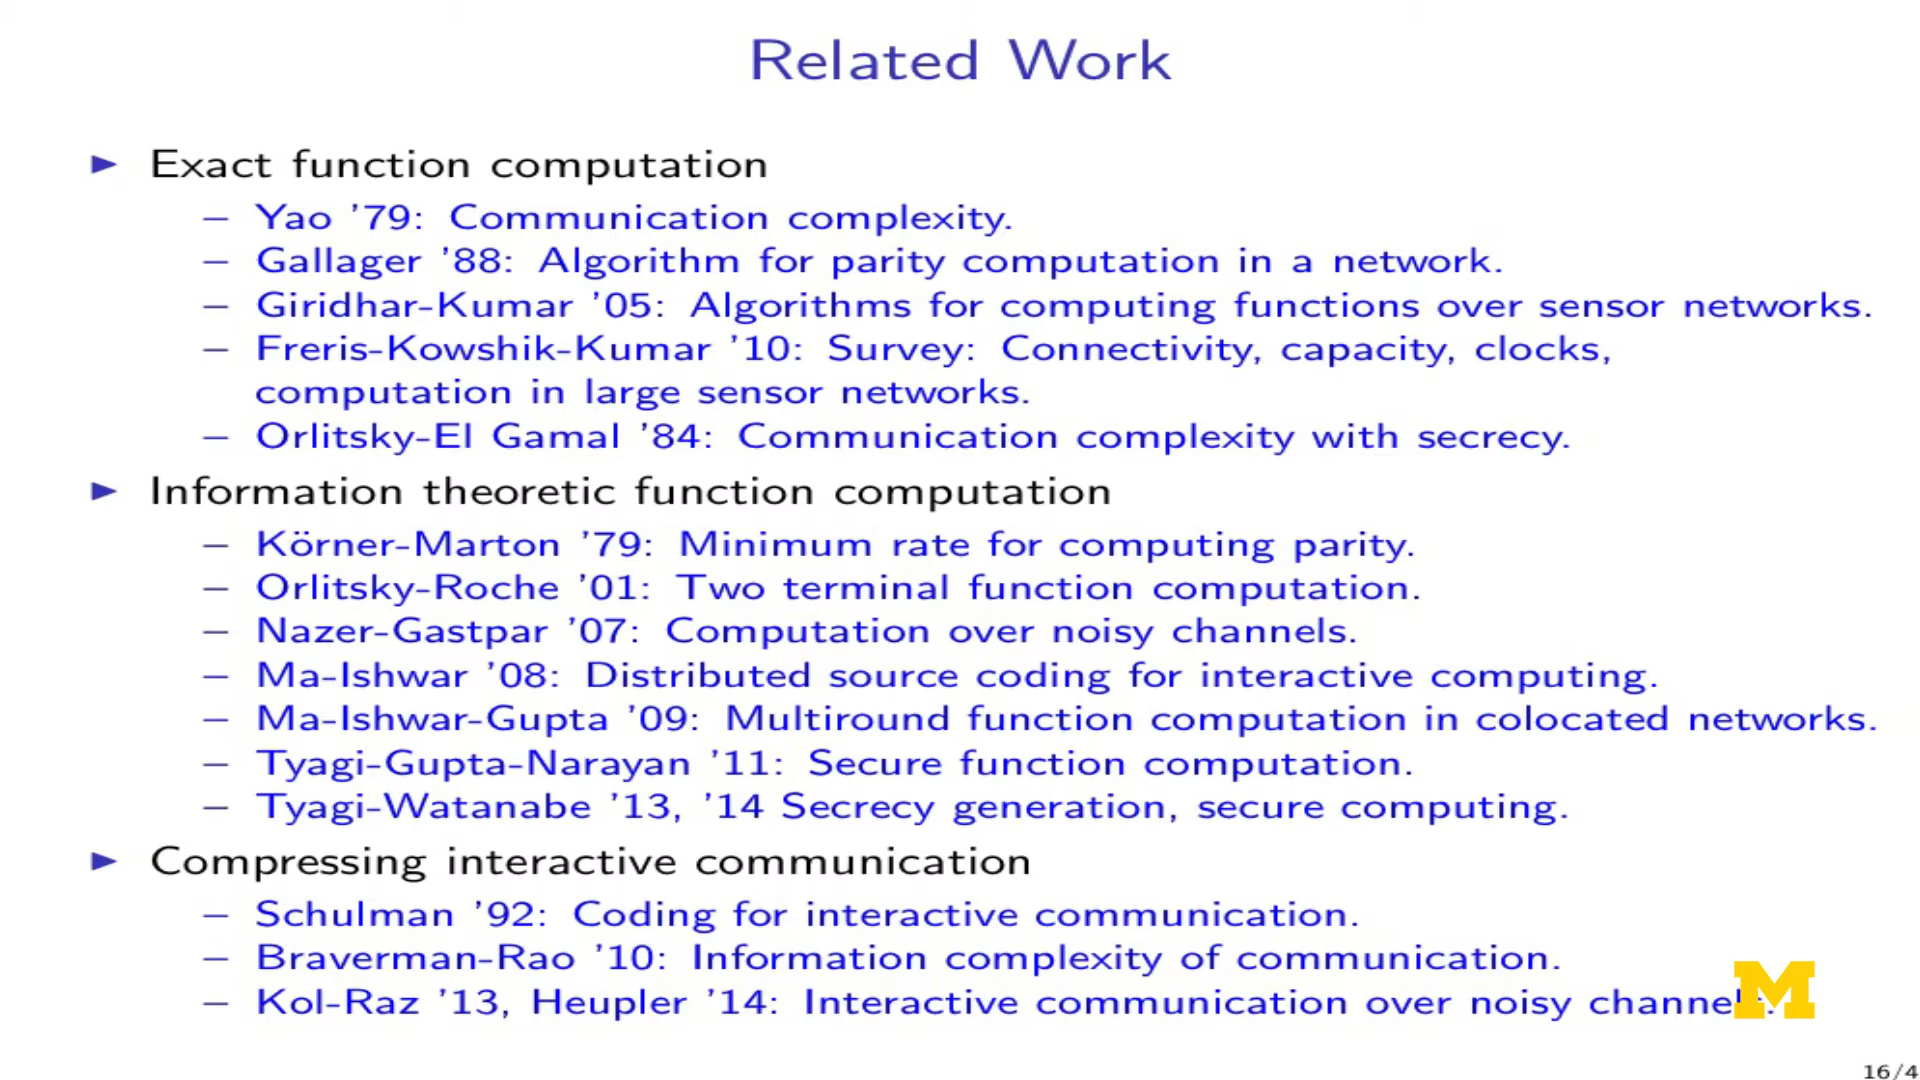 Related Work
► Exact function computation
– Yao ’79: Communication complexity.
– Gallager ’88: Algorithm for parity computation in a network.
– Giridhar-Kumar ’05: Algorithms for computing functions over sensor networks.
– Freris-Kowshik-Kumar ’10: Survey: Connectivity, capacity, clocks,
computation in large sensor networks.
– Orlitsky-El Gamal ’84: Communication complexity with secrecy.
► Information theoretic function computation
– Körner-Marton ’79: Minimum rate for computing parity.
– Orlitsky-Roche ’01: Two terminal function computation.
– Nazer-Gastpar ’07: Computation over noisy channels.
– Ma-Ishwar ’08: Distributed source coding for interactive computing.
– Ma-Ishwar-Gupta ’09: Multiround function computation in colocated networks.
– Tyagi-Gupta-Narayan ’11: Secure function computation.
– Tyagi-Watanabe ’13, ’14 Secrecy generation, secure computing.
► Compressing interactive communication
– Schulman ’92: Coding for interactive communication.
– Braverman-Rao ’10: Information complexity of communication.
– Kol-Raz ’13, Heupler ’14: Interactive communication over noisy channels.
M
16/4